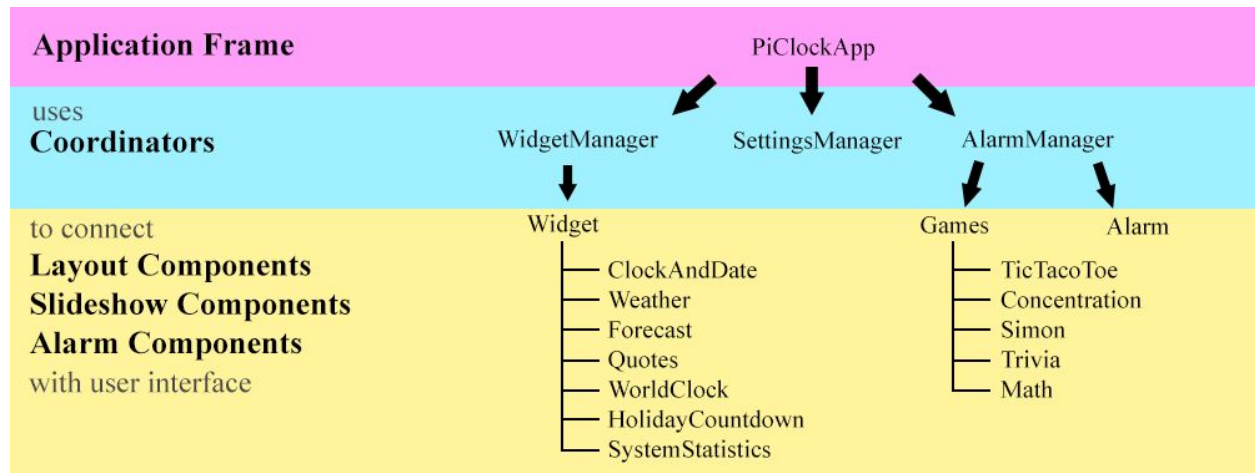 Application Frame
PiClockApp
uses
Coordinators
WidgetManager
SettingsManager
AlarmManager
to connect
Layout Components
Slideshow Components
Alarm Components
with user interface
Widget
ClockAndDate
Weather
Forecast
Quotes
WorldClock
HolidayCountdown
SystemStatistics
Games
TicTacoToe
Concentration
Simon
Trivia
Math
Alarm